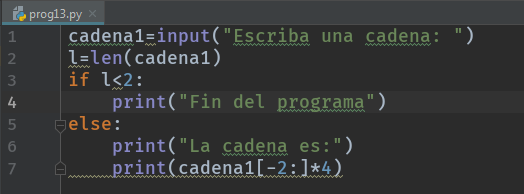 prog13.py
1 cadena1=input("Escriba una cadena: ")
2 l=len(cadena1)
3 if l<2:
4     print("Fin del programa")
5 else:
6     print("La cadena es:")
7     print(cadena1[-2:]*4)